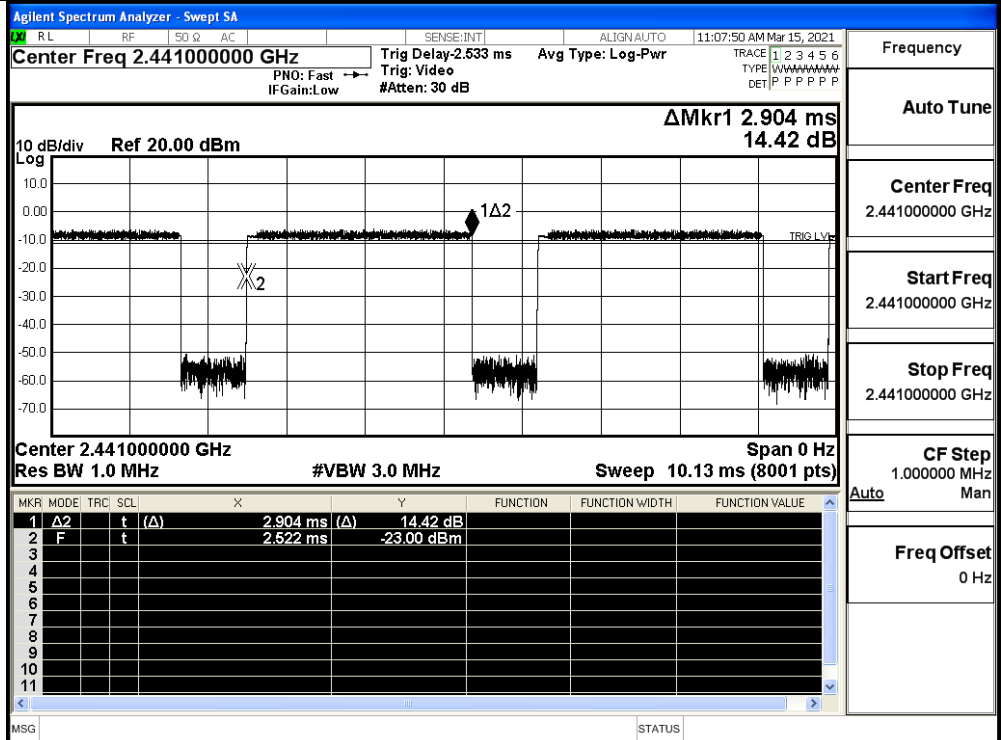 Agilent Spectrum Analyzer - Swept SA
LXI RL RF 50 Ω AC SENSE:INT ALIGN AUTO 11:07:50 AM Mar 15, 2021
Center Freq 2.441000000 GHz
PNO: Fast
IFGain:Low
Trig Delay-2.533 ms
Trig: Video
#Atten: 30 dB
Avg Type: Log-Pwr
TRACE 1 2 3 4 5 6
TYPE WWWWWW
DET P P P P P P
ΔMkr1 2.904 ms
14.42 dB
10 dB/div Ref 20.00 dBm
Log
10.0
0.00
-10.0
-20.0
-30.0
-40.0
-50.0
-60.0
-70.0
1Δ2
2
TRIG LVL
Center 2.441000000 GHz Span 0 Hz
Res BW 1.0 MHz #VBW 3.0 MHz Sweep 10.13 ms (8001 pts)
MKR MODE TRC SCL X Y FUNCTION FUNCTION WIDTH FUNCTION VALUE
1 Δ2 t (Δ) 2.904 ms (Δ) 14.42 dB
2 F t 2.522 ms -23.00 dBm
3
4
5
6
7
8
9
10
11
MSG STATUS
Frequency
Auto Tune
Center Freq
2.441000000 GHz
Start Freq
2.441000000 GHz
Stop Freq
2.441000000 GHz
CF Step
1.000000 MHz
Auto Man
Freq Offset
0 Hz